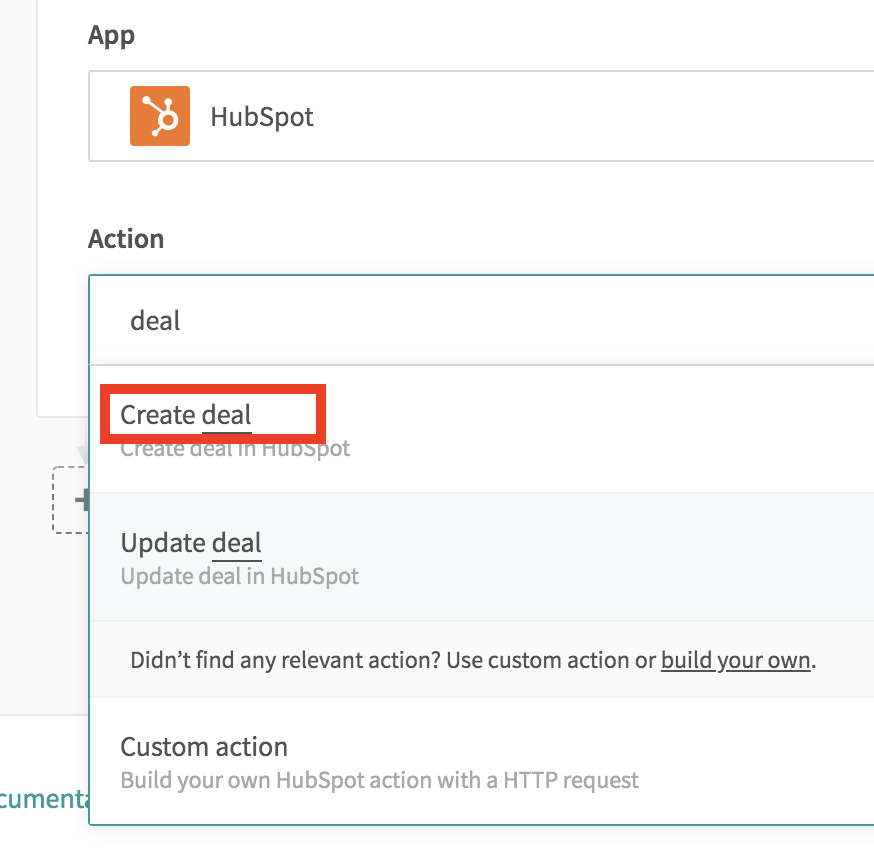 App
HubSpot
Action
deal
Create deal
Create deal in HubSpot
Update deal
Update deal in HubSpot
Didn’t find any relevant action? Use custom action or build your own.
Custom action
Build your own HubSpot action with a HTTP request